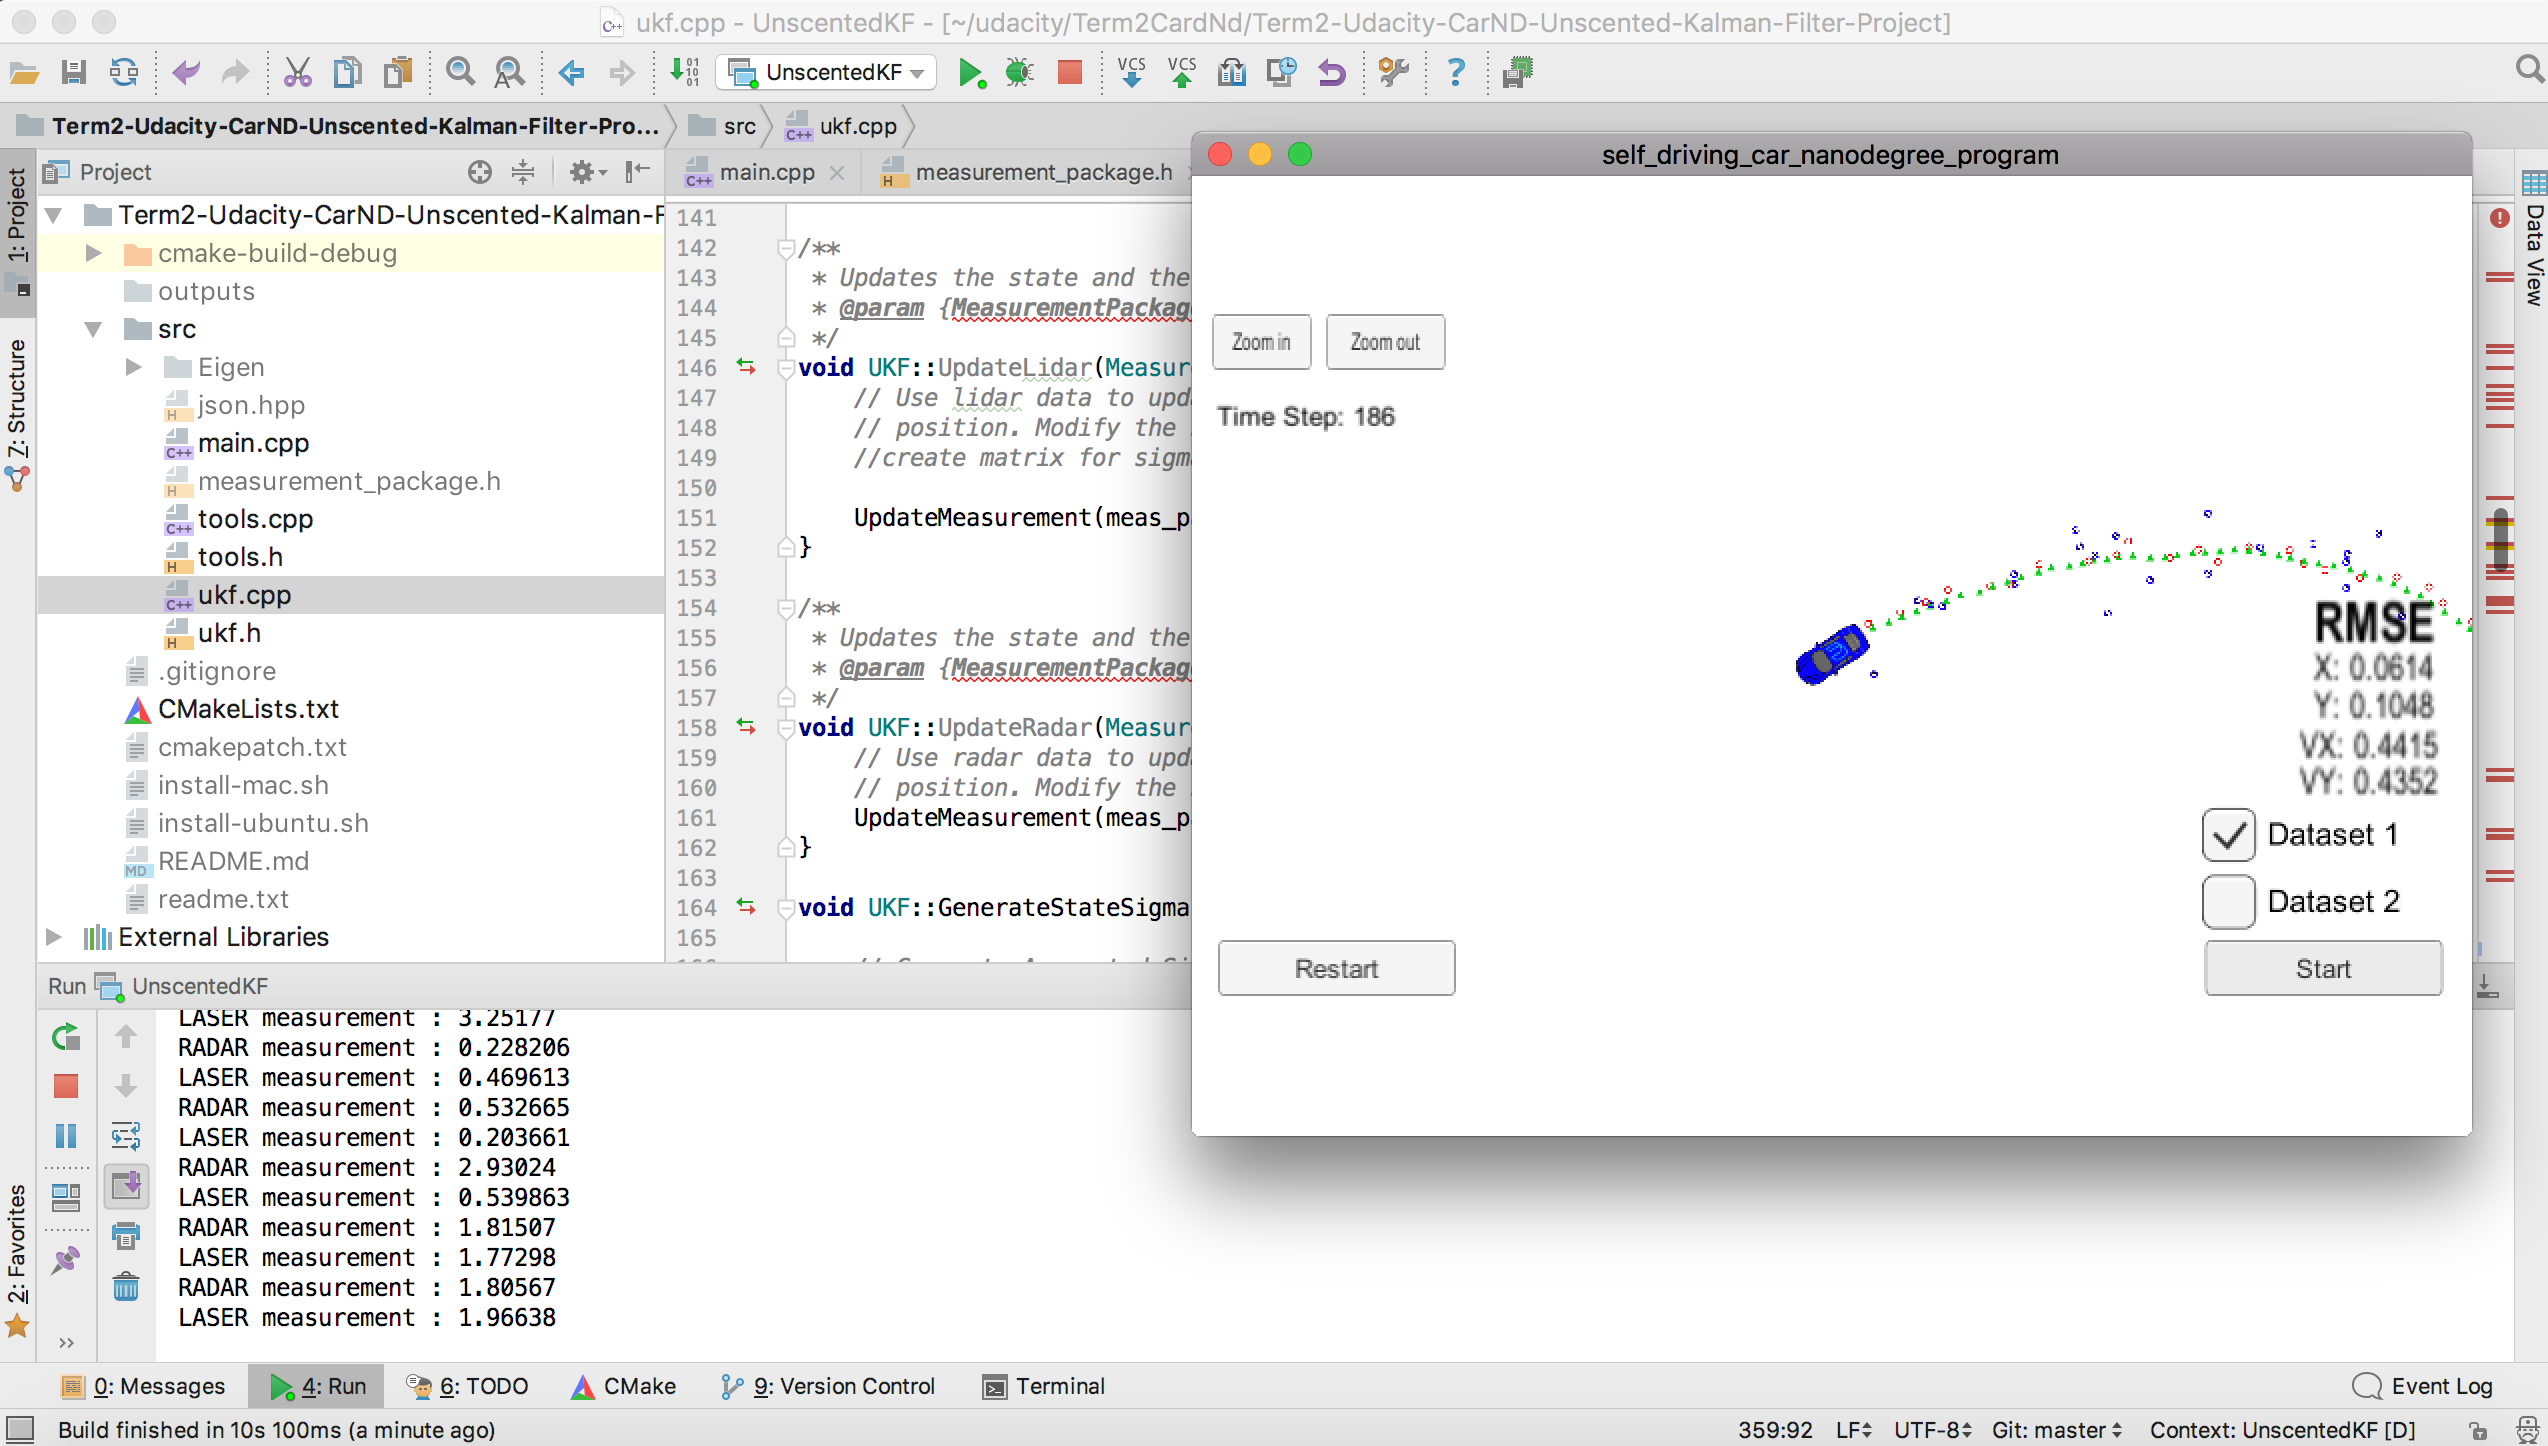 ukf.cpp - UnscentedKF - [~/udacity/Term2CardNd/Term2-Udacity-CarND-Unscented-Kalman-Filter-Project]
UnscentedKF
VCS
VCS
Term2-Udacity-CarND-Unscented-Kalman-Filter-Pro...
src
ukf.cpp
1: Project
7: Structure
2: Favorites
Project
Term2-Udacity-CarND-Unscented-Kalman-F
cmake-build-debug
outputs
src
Eigen
json.hpp
main.cpp
measurement_package.h
tools.cpp
tools.h
ukf.cpp
ukf.h
.gitignore
CMakeLists.txt
cmakepatch.txt
install-mac.sh
install-ubuntu.sh
README.md
readme.txt
External Libraries
main.cpp
measurement_package.h
141
142 /**
143 * Updates the state and the
144 * @param {MeasurementPackag
145 */
146 void UKF::UpdateLidar(Measur
147 // Use lidar data to upd
148 // position. Modify the
149 //create matrix for sigm
150
151 UpdateMeasurement(meas_p
152 }
153
154 /**
155 * Updates the state and the
156 * @param {MeasurementPackag
157 */
158 void UKF::UpdateRadar(Measur
159 // Use radar data to upd
160 // position. Modify the
161 UpdateMeasurement(meas_p
162 }
163
164 void UKF::GenerateStateSigma
165
self_driving_car_nanodegree_program
Zoom in
Zoom out
Time Step: 186
RMSE
X: 0.0614
Y: 0.1048
VX: 0.4415
VY: 0.4352
Dataset 1
Dataset 2
Restart
Start
Data View
Run UnscentedKF
LASER measurement : 3.25177
RADAR measurement : 0.228206
LASER measurement : 0.469613
RADAR measurement : 0.532665
LASER measurement : 0.203661
RADAR measurement : 2.93024
LASER measurement : 0.539863
RADAR measurement : 1.81507
LASER measurement : 1.77298
RADAR measurement : 1.80567
LASER measurement : 1.96638
0: Messages
4: Run
6: TODO
CMake
9: Version Control
Terminal
Event Log
Build finished in 10s 100ms (a minute ago)
359:92
LF
UTF-8
Git: master
Context: UnscentedKF [D]